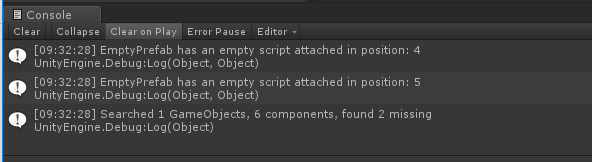 Console
Clear Collapse Clear on Play Error Pause Editor
[09:32:28] EmptyPrefab has an empty script attached in position: 4
UnityEngine.Debug:Log(Object, Object)
[09:32:28] EmptyPrefab has an empty script attached in position: 5
UnityEngine.Debug:Log(Object, Object)
[09:32:28] Searched 1 GameObjects, 6 components, found 2 missing
UnityEngine.Debug:Log(Object)